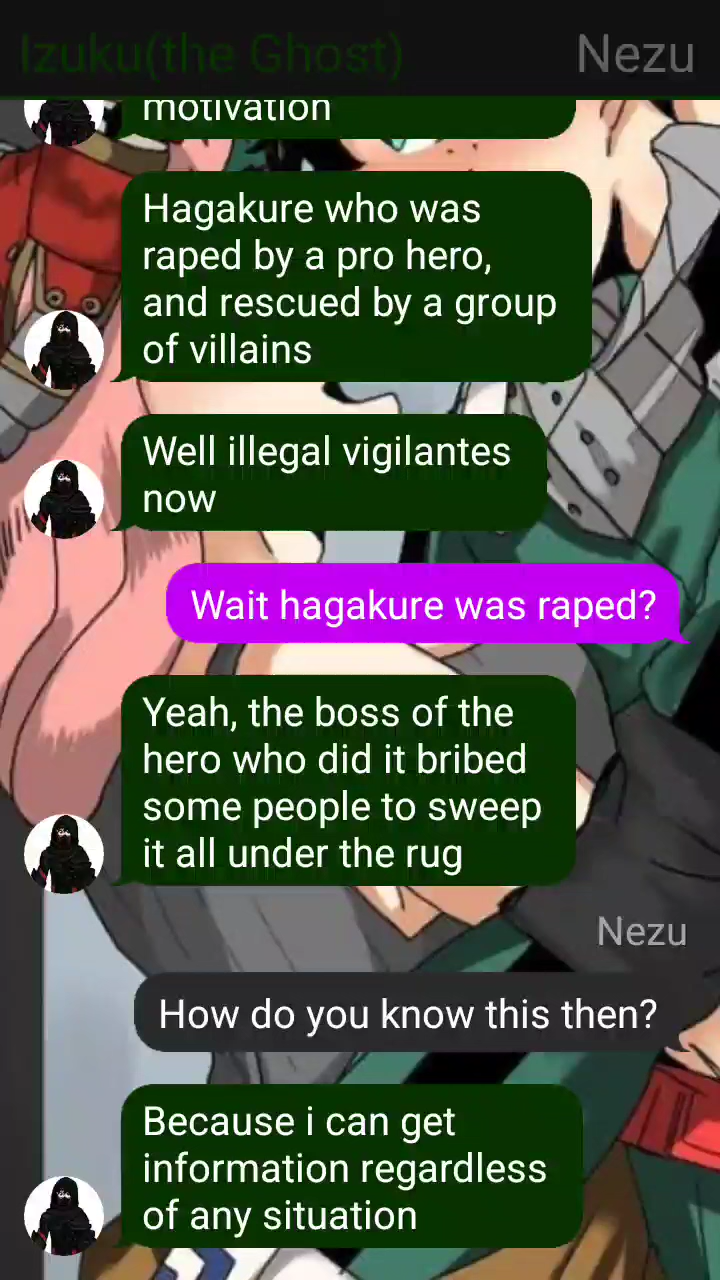 Izuku(the Ghost) Nezu
motivation
Hagakure who was
raped by a pro hero,
and rescued by a group
of villains
Well illegal vigilantes
now
Wait hagakure was raped?
Yeah, the boss of the
hero who did it bribed
some people to sweep
it all under the rug
Nezu
How do you know this then?
Because i can get
information regardless
of any situation